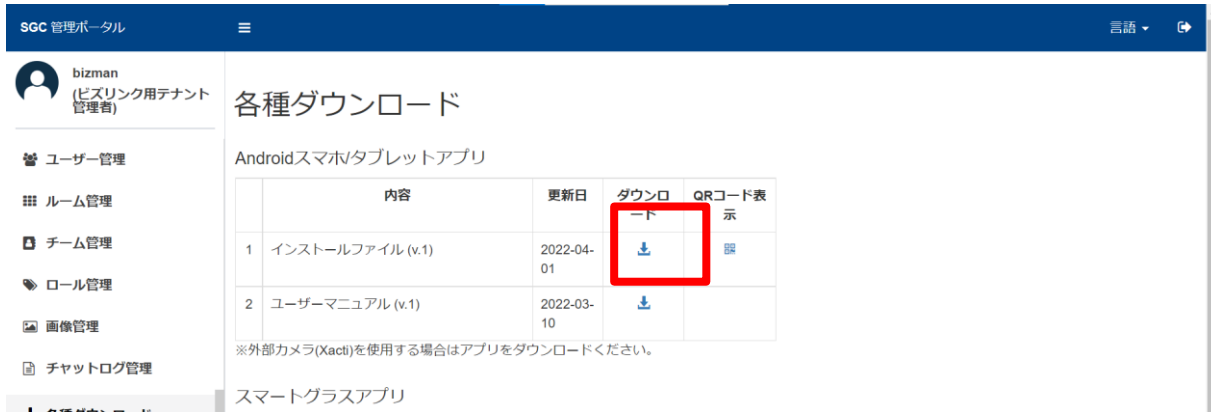 SGC 管理ポータル
言語
bizman
(ビズリンク用テナント
管理者)
ユーザー管理
ルーム管理
チーム管理
ロール管理
画像管理
チャットログ管理
各種ダウンロード
各種ダウンロード
Androidスマホ/タブレットアプリ
内容 更新日 ダウンロ QRコード表
ード 示
1 インストールファイル (v.1) 2022-04-
01
2 ユーザーマニュアル (v.1) 2022-03-
10
※外部カメラ(Xacti)を使用する場合はアプリをダウンロードください。
スマートグラスアプリ